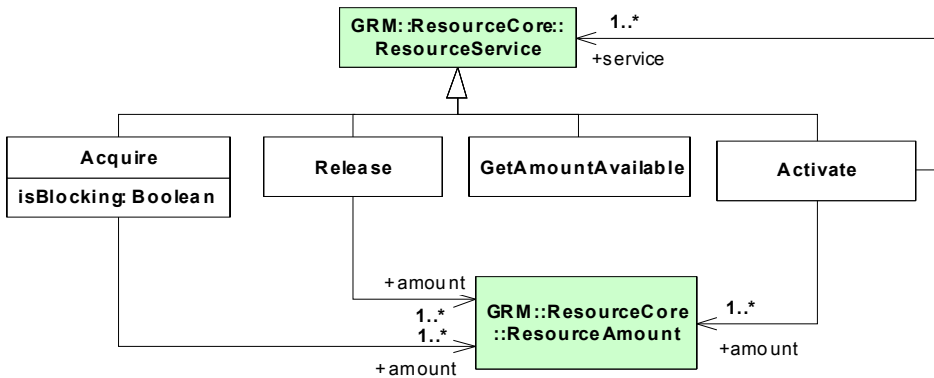 GRM::ResourceCore::
ResourceService
1..*
+service
Acquire
isBlocking: Boolean
Release
GetAmountAvailable
Activate
+amount
1..*
1..*
+amount
GRM::ResourceCore
::ResourceAmount
1..*
+amount